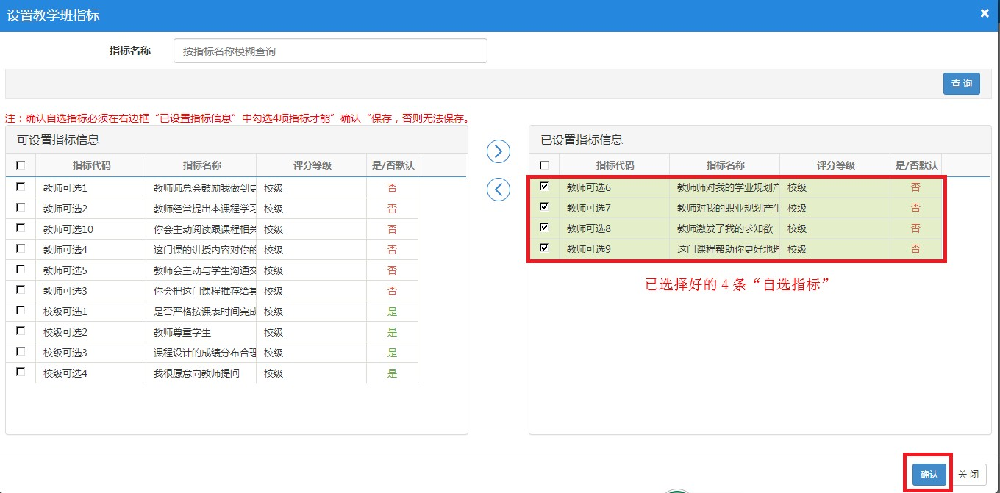 设置教学班指标
×
指标名称
按指标名称模糊查询
查 询
注：确认自选指标必须在右边框“已设置指标信息”中勾选4项指标才能”确认“保存，否则无法保存。
可设置指标信息
指标代码 指标名称 评分等级 是/否默认
教师可选1 教师师总会鼓励我做到更 校级 否
教师可选2 教师经常提出本课程学习 校级 否
教师可选10 你会主动阅读跟课程相关 校级 否
教师可选4 这门课的讲授内容对你的 校级 否
教师可选5 教师会主动与学生沟通交 校级 否
教师可选3 你会把这门课程推荐给其 校级 否
校级可选1 是否严格按课表时间完成 校级 是
校级可选2 教师尊重学生 校级 是
校级可选3 课程设计的成绩分布合理 校级 是
校级可选4 我很愿意向教师提问 校级 是
已设置指标信息
指标代码 指标名称 评分等级 是/否默认
教师可选6 教师师对我的学业规划产 校级 否
教师可选7 教师对我的职业规划产生 校级 否
教师可选8 教师激发了我的求知欲 校级 否
教师可选9 这门课程帮助你更好地理 校级 否
已选择好的 4 条“自选指标”
确认
关 闭